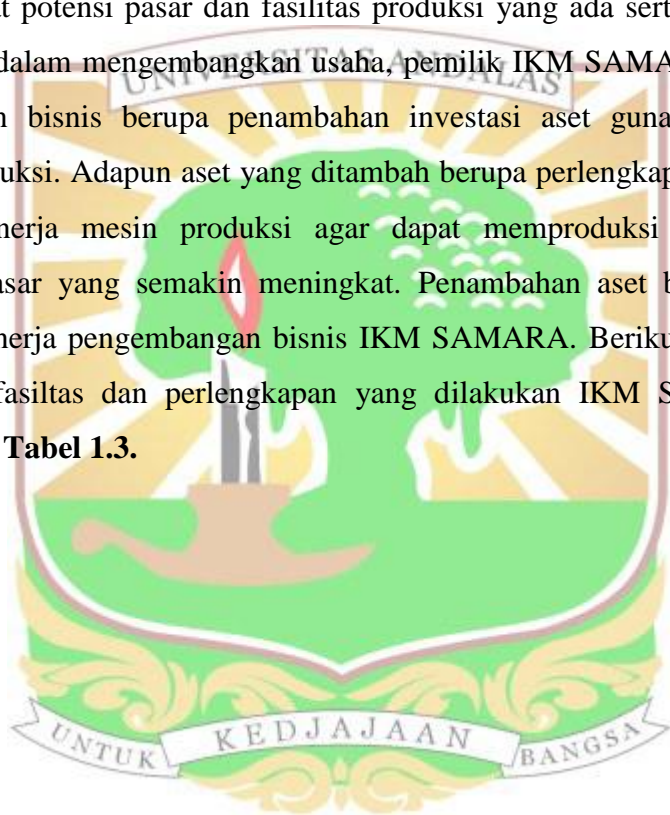 at potensi pasar dan fasilitas produksi yang ada sert
dalam mengembangkan usaha, pemilik IKM SAMA
UNIVERSITAS ANDALAS
n bisnis berupa penambahan investasi aset guna
uksi. Adapun aset yang ditambah berupa perlengkap
nerja mesin produksi agar dapat memproduksi
asar yang semakin meningkat. Penambahan aset b
nerja pengembangan bisnis IKM SAMARA. Beriku
fasiltas dan perlengkapan yang dilakukan IKM S
Tabel 1.3.
UNTUK KEDJAJAAN BANGSA